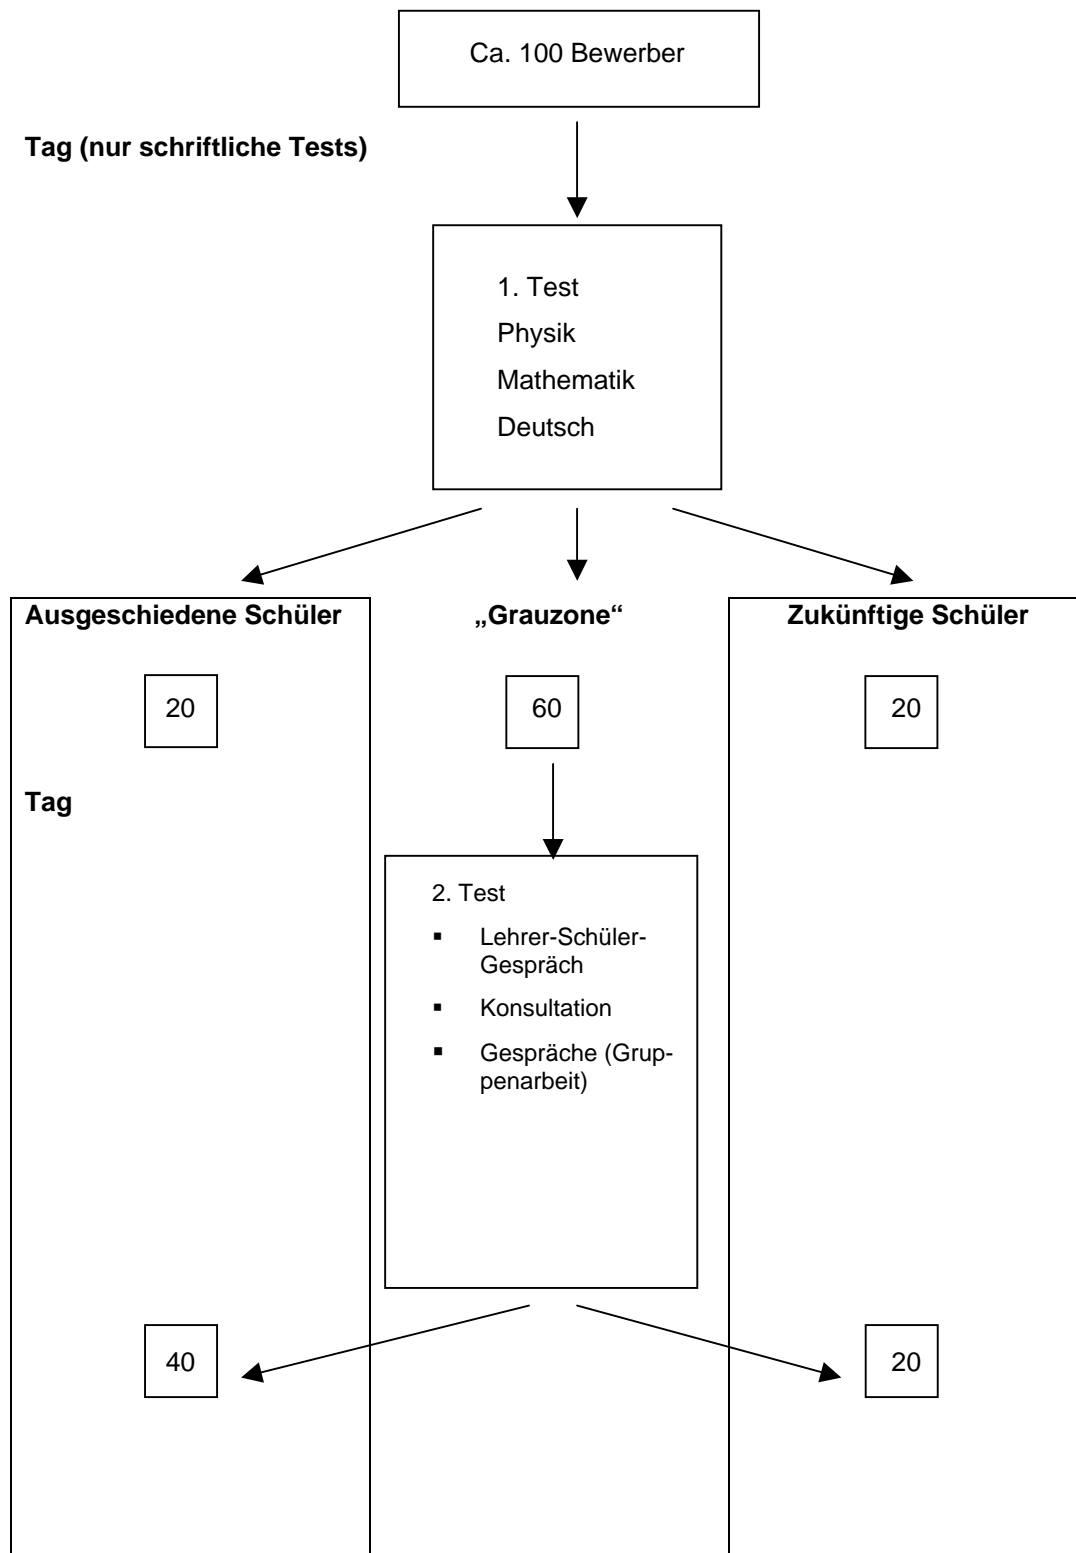 Ca. 100 Bewerber
Tag (nur schriftliche Tests)
1. Test
Physik
Mathematik
Deutsch
Ausgeschiedene Schüler
„Grauzone“
Zukünftige Schüler
20
60
20
Tag
2. Test
▪ Lehrer-Schüler-
Gespräch
▪ Konsultation
▪ Gespräche (Grup-
penarbeit)
40
20